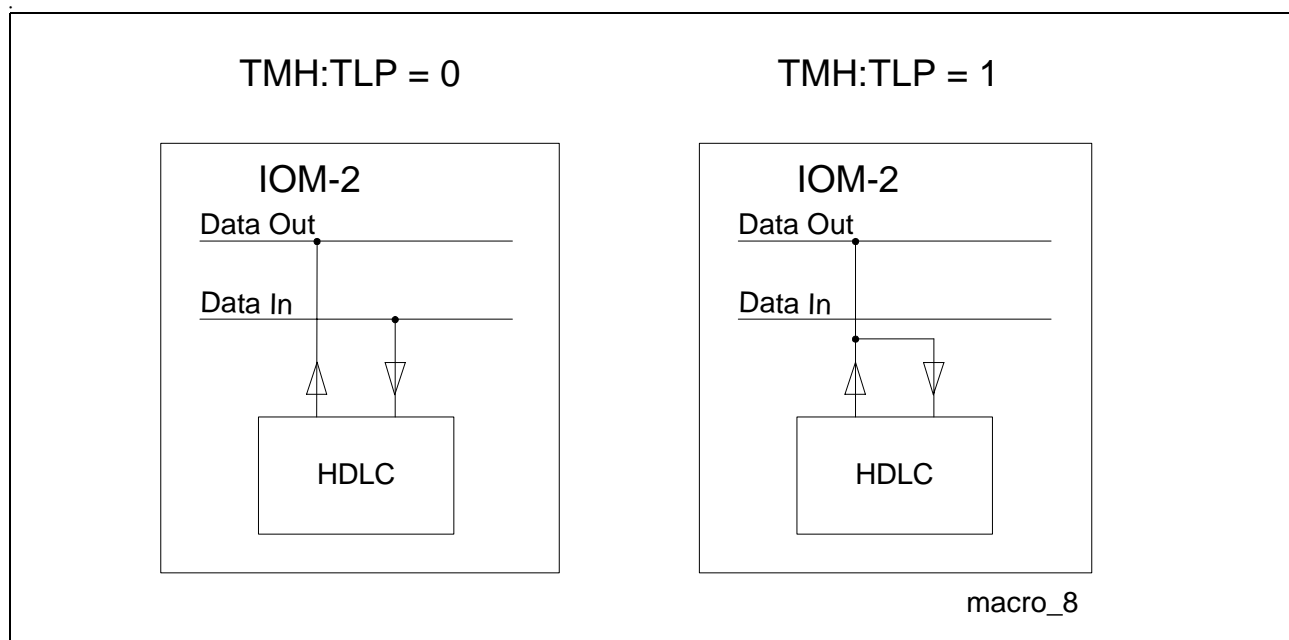 .
TMH:TLP = 0
IOM-2
Data Out
Data In
HDLC
TMH:TLP = 1
IOM-2
Data Out
Data In
HDLC
macro_8